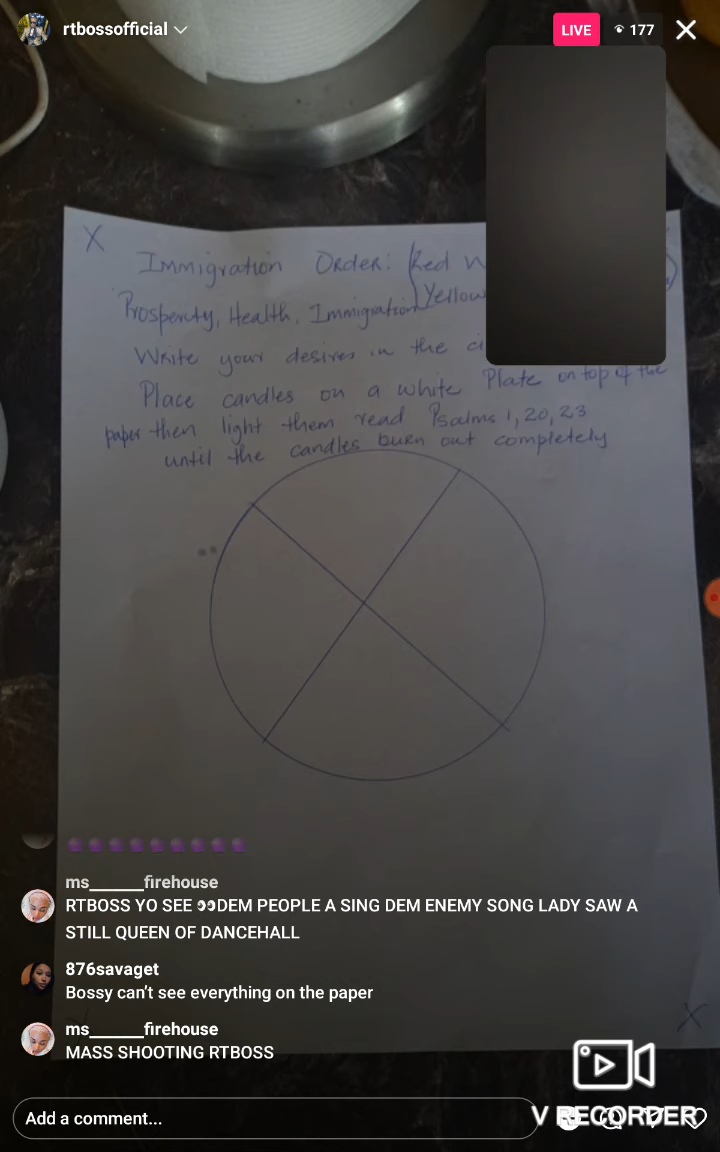 rtbossofficial
LIVE
177
X
Immigration Order: (Red
Prosperity, Health, Immigration Yellow
Write your desires in the
Place candles on a white Plate on top of the
paper then light them read Psalms 1, 20, 23
until the candles burn out completely
ms______firehouse
RTBOSS YO SEE 👀DEM PEOPLE A SING DEM ENEMY SONG LADY SAW A
STILL QUEEN OF DANCEHALL
876savaget
Bossy can't see everything on the paper
ms______firehouse
MASS SHOOTING RTBOSS
X
Add a comment...
V RECORDER